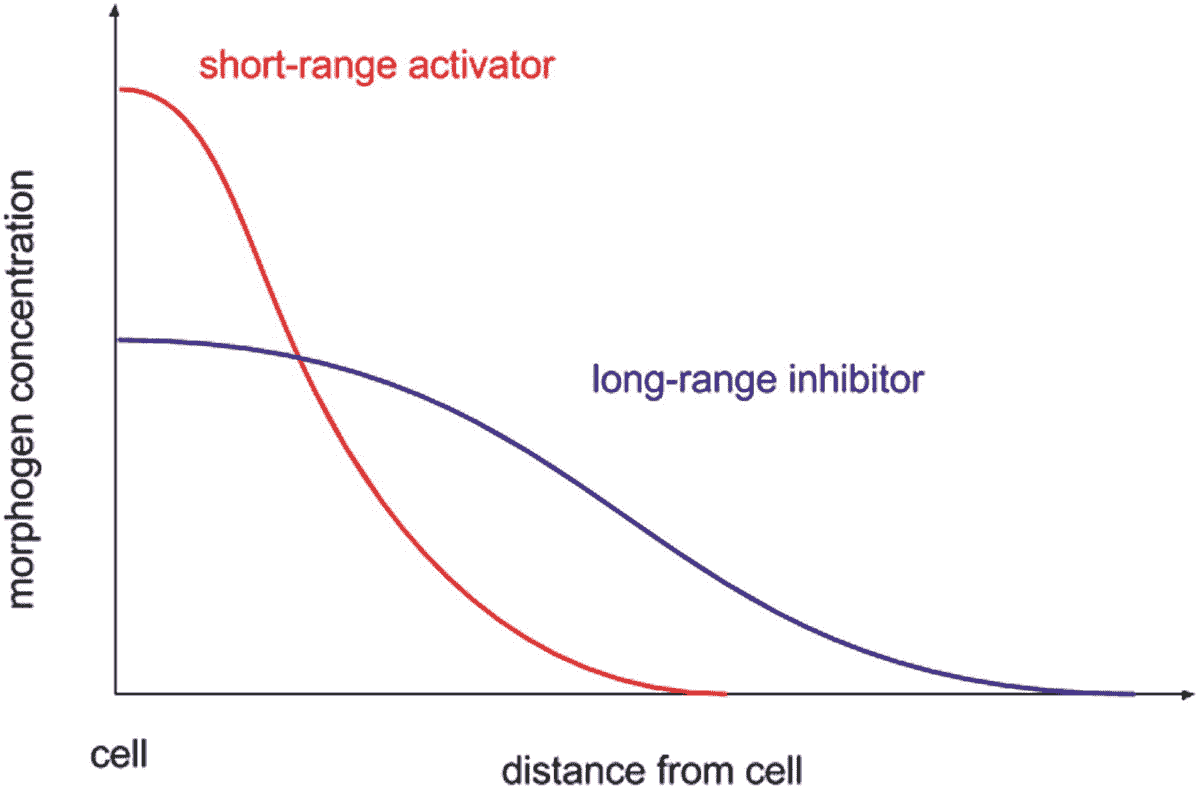 short-range activator
long-range inhibitor
morphogen concentration
cell
distance from cell